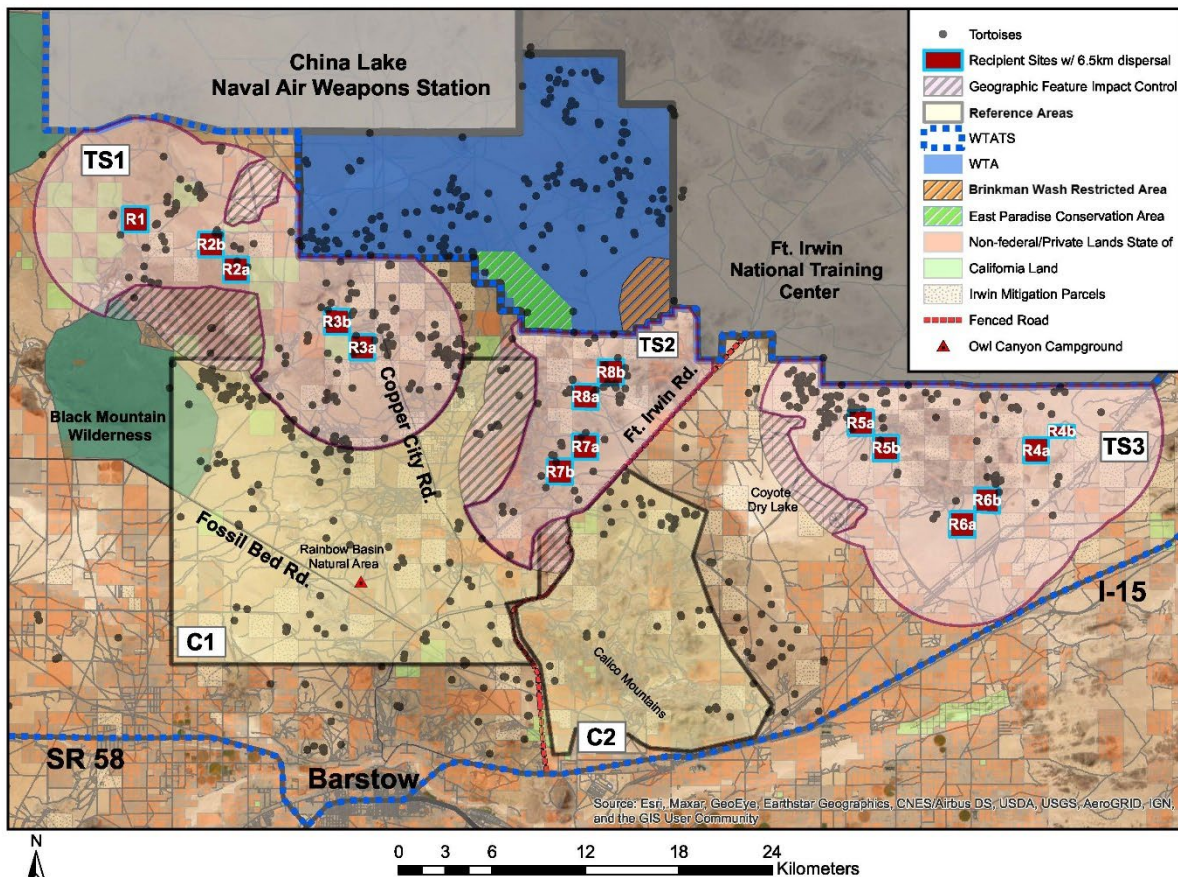 China Lake
Naval Air Weapons Station
TS1
R1
R2b
R2a
R3b
R3a
Black Mountain
Wilderness
Copper City Rd.
Fossil Bed Rd.
Rainbow Basin
Natural Area
C1
SR 58
Barstow
Ft. Irwin
National Training
Center
TS2
R8b
R8a
Ft. Irwin Rd.
R7a
R7b
Coyote
Dry Lake
Calico Mountains
C2
R5a
R5b
R4b
R4a
TS3
R6b
R6a
I-15
Tortoises
Recipient Sites w/ 6.5km dispersal
Geographic Feature Impact Control
Reference Areas
WTATS
WTA
Brinkman Wash Restricted Area
East Paradise Conservation Area
Non-federal/Private Lands State of
California Land
Irwin Mitigation Parcels
Fenced Road
Owl Canyon Campground
Source: Esri, Maxar, GeoEye, Earthstar Geographics, CNES/Airbus DS, USDA, USGS, AeroGRID, IGN,
and the GIS User Community
N
0 3 6 12 18 24
Kilometers